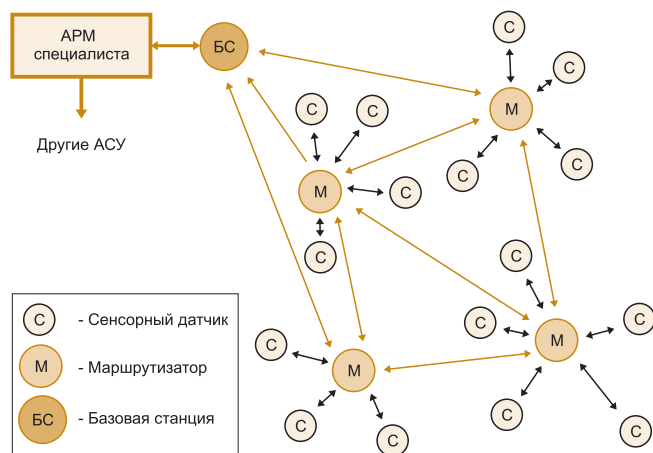 АРМ
специалиста
БС
Другие АСУ
С
С
М
С
С
С
С
М
С
С
С
С
С
М
С
С
С
С
М
С
С
С
С - Сенсорный датчик
М - Маршрутизатор
БС - Базовая станция